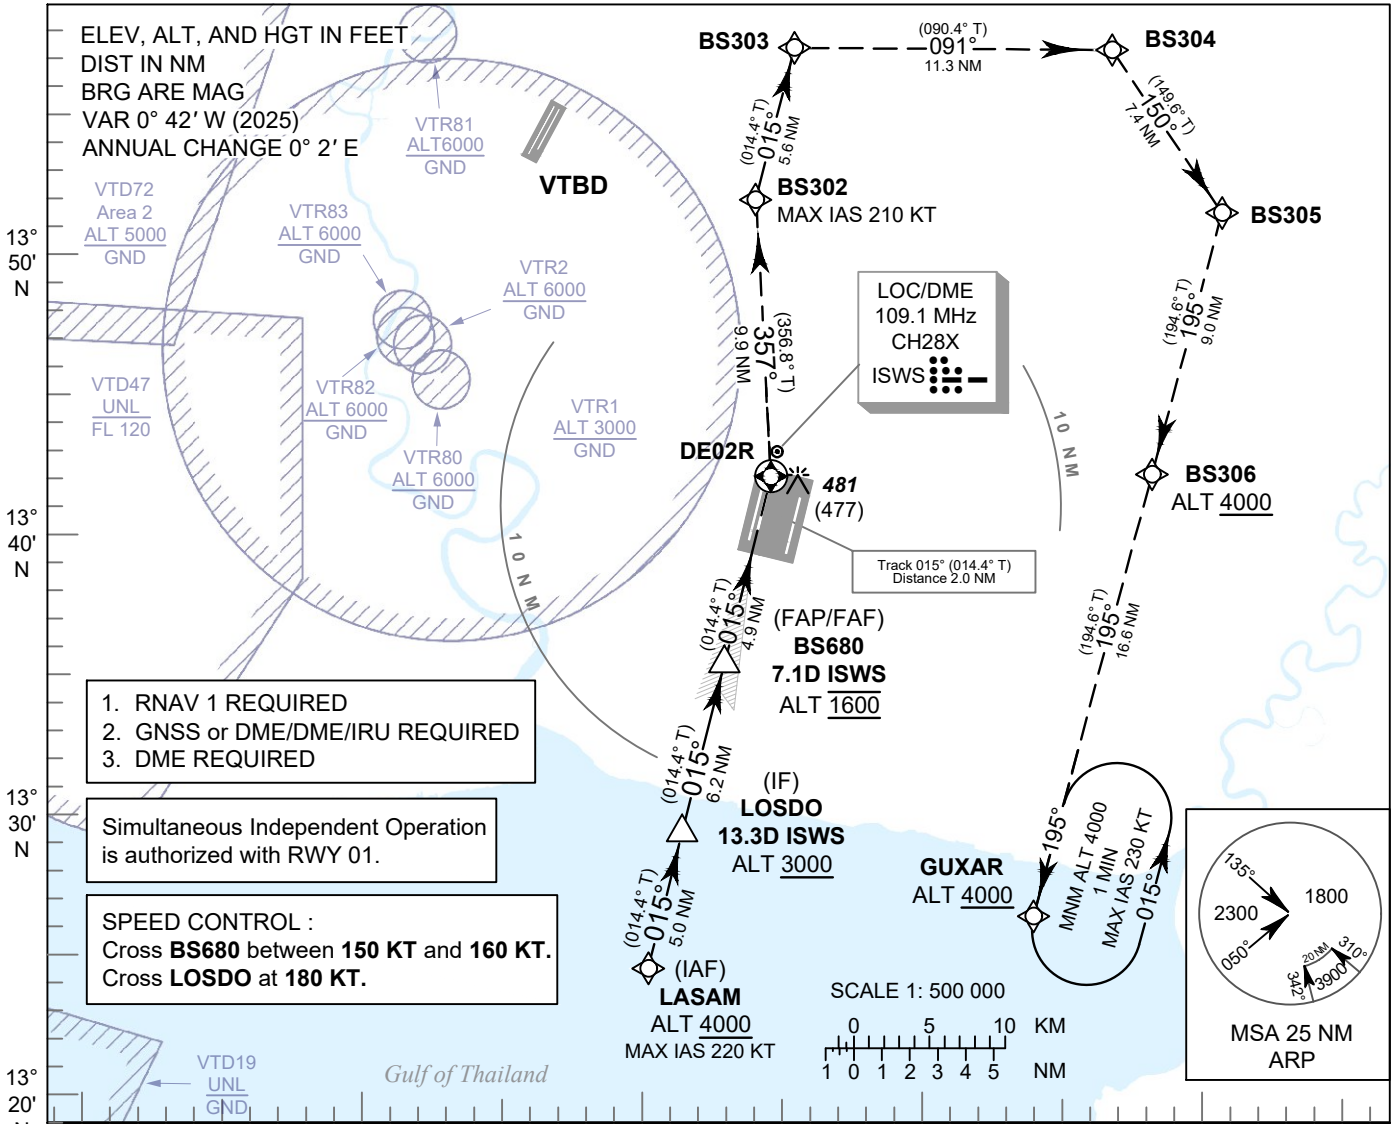 ELEV, ALT, AND HGT IN FEET
DIST IN NM
BRG ARE MAG
VAR 0° 42' W (2025)
ANNUAL CHANGE 0° 2' E
VTR81
ALT6000
GND
VTBD
VTD72
Area 2
ALT 5000
GND
VTR83
ALT 6000
GND
VTR2
ALT 6000
GND
VTD47
UNL
FL 120
VTR82
ALT 6000
GND
VTR80
ALT 6000
GND
VTR1
ALT 3000
GND
13°
50'
N
13°
40'
N
13°
30'
N
13°
20'
N
BS303
(090.4° T)
091°
11.3 NM
BS304
(149.6° T)
150°
7.4 NM
BS305
(014.4° T)
015°
5.6 NM
BS302
MAX IAS 210 KT
(356.8° T)
357°
9.9 NM
LOC/DME
109.1 MHz
CH28X
ISWS
(194.6° T)
195°
9.0 NM
BS306
ALT 4000
DE02R
481
(477)
10 NM
10 NM
Track 015° (014.4° T)
Distance 2.0 NM
(014.4° T)
015°
4.9 NM
(FAP/FAF)
BS680
7.1D ISWS
ALT 1600
(194.6° T)
195°
16.6 NM
1. RNAV 1 REQUIRED
2. GNSS or DME/DME/IRU REQUIRED
3. DME REQUIRED
(014.4° T)
015°
6.2 NM
(IF)
LOSDO
13.3D ISWS
ALT 3000
Simultaneous Independent Operation
is authorized with RWY 01.
195°
MNM ALT 4000
1 MIN
MAX IAS 230 KT
015°
GUXAR
ALT 4000
SPEED CONTROL :
Cross BS680 between 150 KT and 160 KT.
Cross LOSDO at 180 KT.
(014.4° T)
015°
5.0 NM
(IAF)
LASAM
ALT 4000
MAX IAS 220 KT
135°
1800
2300
050°
20 NM
310°
342°
3900
MSA 25 NM
ARP
SCALE 1: 500 000
0 5 10 KM
1 0 1 2 3 4 5 NM
VTD19
UNL
GND
Gulf of Thailand
N